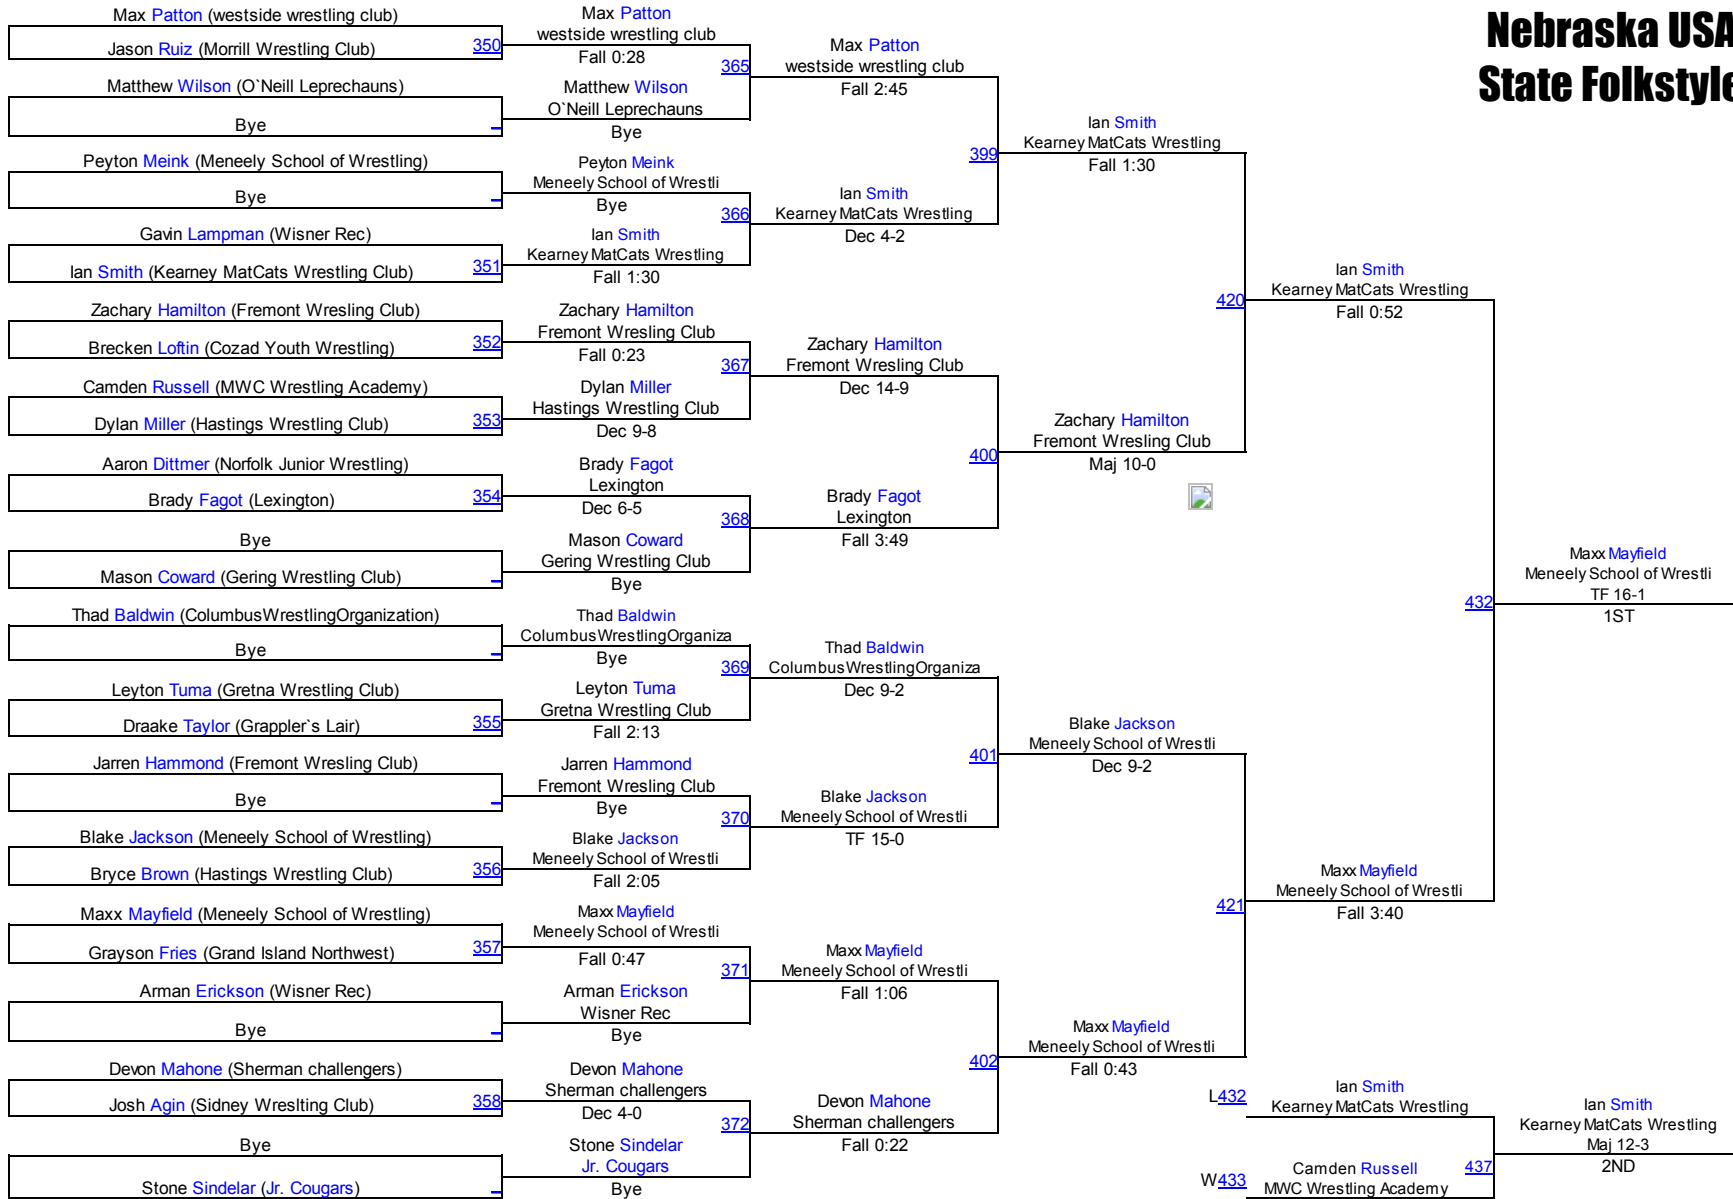 Nebraska USA
State Folkstyle
Max Patton (westside wrestling club)
Jason Ruiz (Morrill Wrestling Club)
350
Matthew Wilson (O`Neill Leprechauns)
Bye
Peyton Meink (Meneely School of Wrestling)
Bye
Gavin Lampman (Wisner Rec)
Ian Smith (Kearney MatCats Wrestling Club)
351
Zachary Hamilton (Fremont Wresling Club)
Brecken Loftin (Cozad Youth Wrestling)
352
Camden Russell (MWC Wrestling Academy)
Dylan Miller (Hastings Wrestling Club)
353
Aaron Dittmer (Norfolk Junior Wrestling)
Brady Fagot (Lexington)
354
Bye
Mason Coward (Gering Wrestling Club)
Thad Baldwin (ColumbusWrestlingOrganization)
Bye
Leyton Tuma (Gretna Wrestling Club)
Draake Taylor (Grappler`s Lair)
355
Jarren Hammond (Fremont Wresling Club)
Bye
Blake Jackson (Meneely School of Wrestling)
Bryce Brown (Hastings Wrestling Club)
356
Maxx Mayfield (Meneely School of Wrestling)
Grayson Fries (Grand Island Northwest)
357
Arman Erickson (Wisner Rec)
Bye
Devon Mahone (Sherman challengers)
Josh Agin (Sidney Wreslting Club)
358
Bye
Stone Sindelar (Jr. Cougars)
Max Patton
westside wrestling club
Fall 0:28
365
Matthew Wilson
O`Neill Leprechauns
Bye
Peyton Meink
Meneely School of Wrestli
Bye
366
Ian Smith
Kearney MatCats Wrestling
Fall 1:30
Zachary Hamilton
Fremont Wresling Club
Fall 0:23
367
Dylan Miller
Hastings Wrestling Club
Dec 9-8
Brady Fagot
Lexington
Dec 6-5
368
Mason Coward
Gering Wrestling Club
Bye
Thad Baldwin
ColumbusWrestlingOrganiza
Bye
369
Leyton Tuma
Gretna Wrestling Club
Fall 2:13
Jarren Hammond
Fremont Wresling Club
Bye
370
Blake Jackson
Meneely School of Wrestli
Fall 2:05
Maxx Mayfield
Meneely School of Wrestli
Fall 0:47
371
Arman Erickson
Wisner Rec
Bye
Devon Mahone
Sherman challengers
Dec 4-0
372
Stone Sindelar
Jr. Cougars
Bye
Max Patton
westside wrestling club
Fall 2:45
399
Ian Smith
Kearney MatCats Wrestling
Dec 4-2
Zachary Hamilton
Fremont Wresling Club
Dec 14-9
400
Brady Fagot
Lexington
Fall 3:49
Thad Baldwin
ColumbusWrestlingOrganiza
Dec 9-2
401
Blake Jackson
Meneely School of Wrestli
TF 15-0
Maxx Mayfield
Meneely School of Wrestli
Fall 1:06
402
Devon Mahone
Sherman challengers
Fall 0:22
Ian Smith
Kearney MatCats Wrestling
Fall 1:30
420
Zachary Hamilton
Fremont Wresling Club
Maj 10-0
Blake Jackson
Meneely School of Wrestli
Dec 9-2
421
Maxx Mayfield
Meneely School of Wrestli
Fall 0:43
Ian Smith
Kearney MatCats Wrestling
Fall 0:52
432
Maxx Mayfield
Meneely School of Wrestli
Fall 3:40
Maxx Mayfield
Meneely School of Wrestli
TF 16-1
1ST
L432
Ian Smith
Kearney MatCats Wrestling
W433
Camden Russell
MWC Wrestling Academy
437
Ian Smith
Kearney MatCats Wrestling
Maj 12-3
2ND